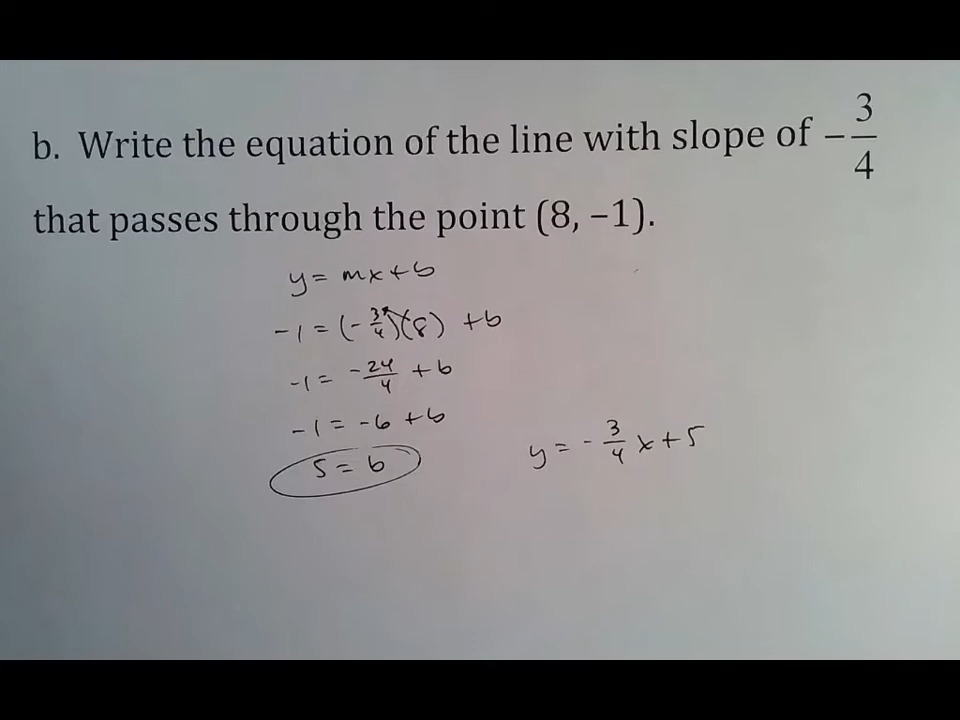 b. Write the equation of the line with slope of −3/4
that passes through the point (8, −1).
y = mx + b
-1 = (-3/4)(8) + b
-1 = -24/4 + b
-1 = -6 + b
5 = b
y = -3/4 x + 5